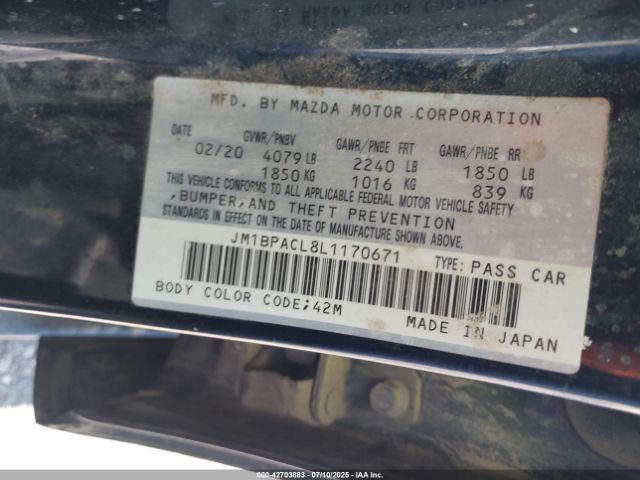 MFD. BY MAZDA MOTOR CORPORATION
DATE GVWR/PNBV GAWR/PNBE FRT GAWR/PNBE RR
02/20 4079 LB 2240 LB 1850 LB
1850 KG 1016 KG 839 KG
THIS VEHICLE CONFORMS TO ALL APPLICABLE FEDERAL MOTOR VEHICLE SAFETY
,BUMPER,AND THEFT PREVENTION
STANDARDS IN EFFECT ON THE DATE OF MANUFACTURE SHOWN ABOVE.
JM1BPACL8L1170671 TYPE: PASS CAR
BODY COLOR CODE;42M
MADE IN JAPAN
000-42703883 - 07/10/2025 - IAAI.CA